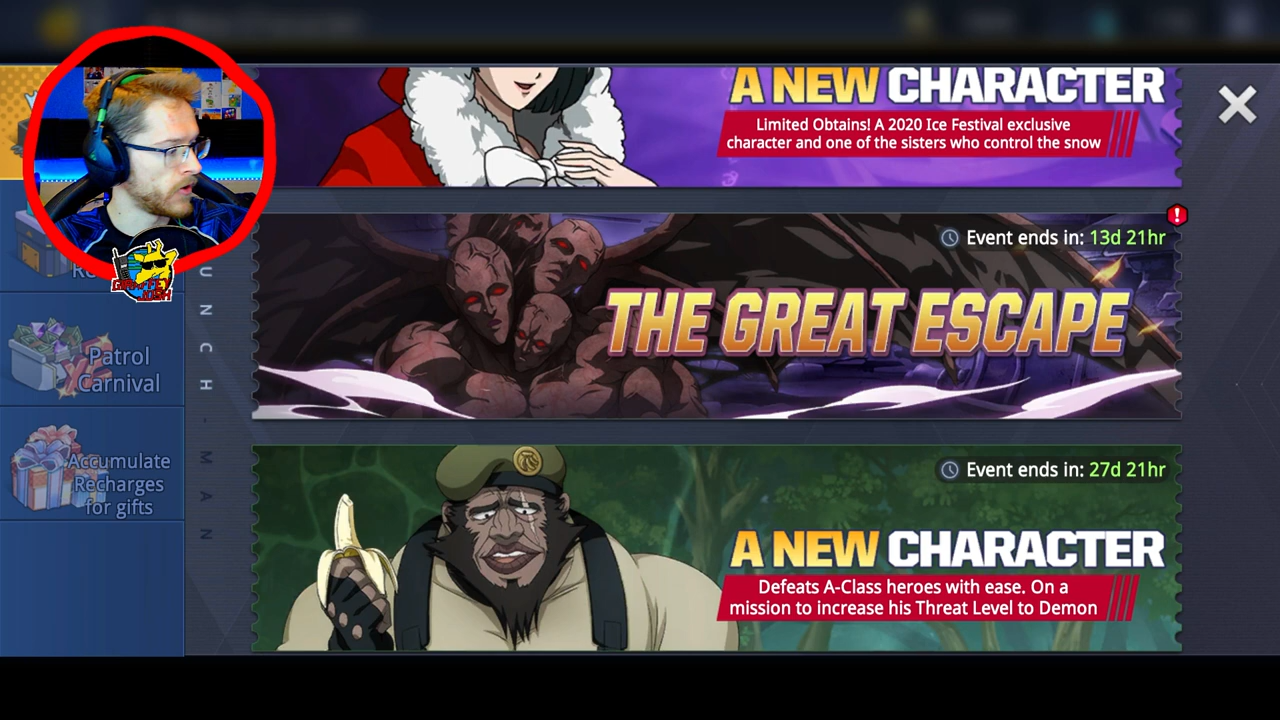 A NEW CHARACTER
Limited Obtains! A 2020 Ice Festival exclusive
character and one of the sisters who control the snow
Event ends in: 13d 21hr
THE GREAT ESCAPE
Patrol
Carnival
Accumulate
Recharges
for gifts
U
N
C
H
-
M
A
N
Event ends in: 27d 21hr
A NEW CHARACTER
Defeats A-Class heroes with ease. On a
mission to increase his Threat Level to Demon